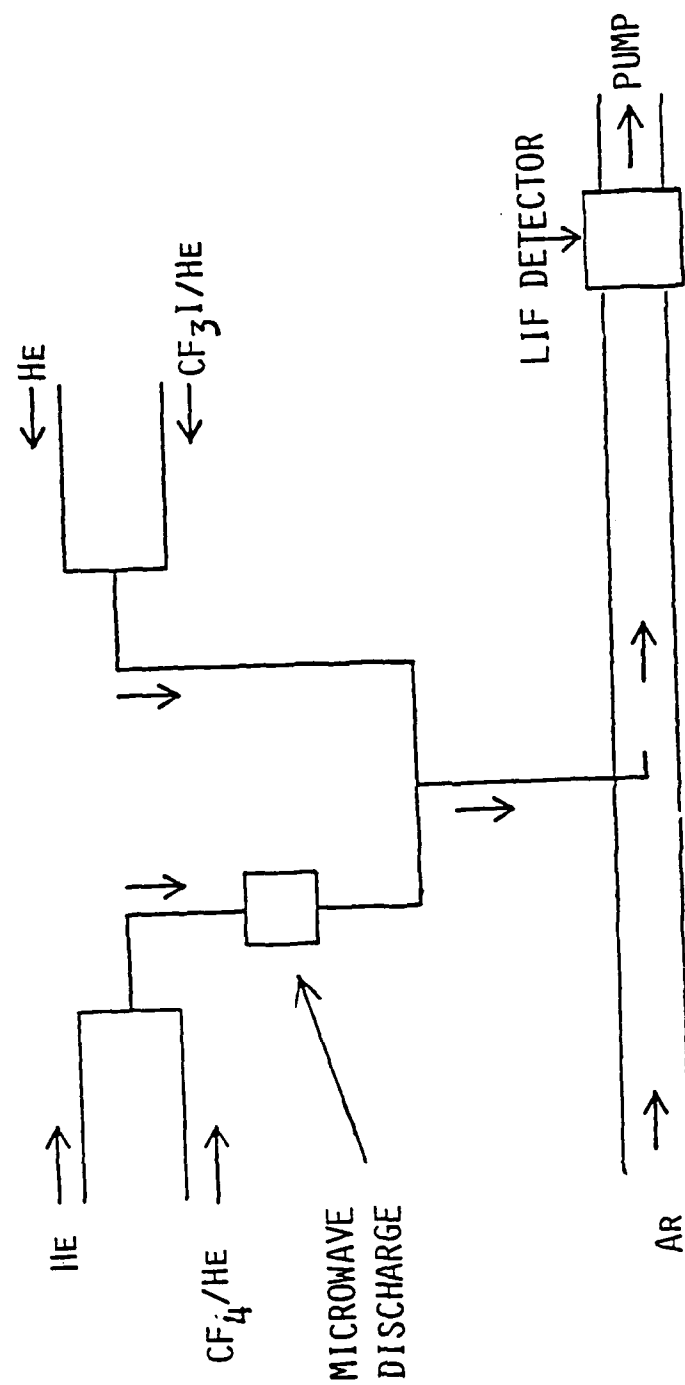 He
CF4/He
MICROWAVE
DISCHARGE
He
CF3I/He
LIF DETECTOR
PUMP
Ar